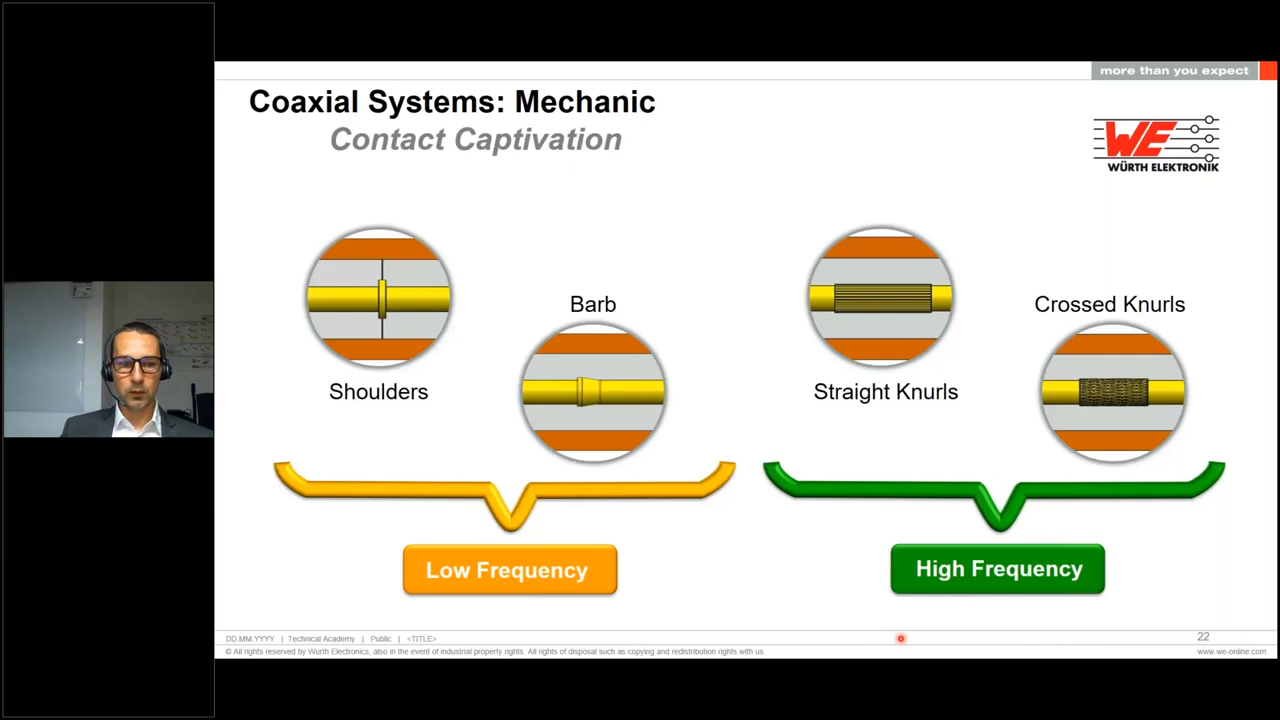 more than you expect
Coaxial Systems: Mechanic
Contact Captivation
WE
WÜRTH ELEKTRONIK
Barb
Crossed Knurls
Shoulders
Straight Knurls
Low Frequency
High Frequency
DD.MM.YYYY | Technical Academy | Public | <TITLE>
22
© All rights reserved by Wurth Electronics, also in the event of industrial property rights. All rights of disposal such as copying and redistribution rights with us.
www.we-online.com